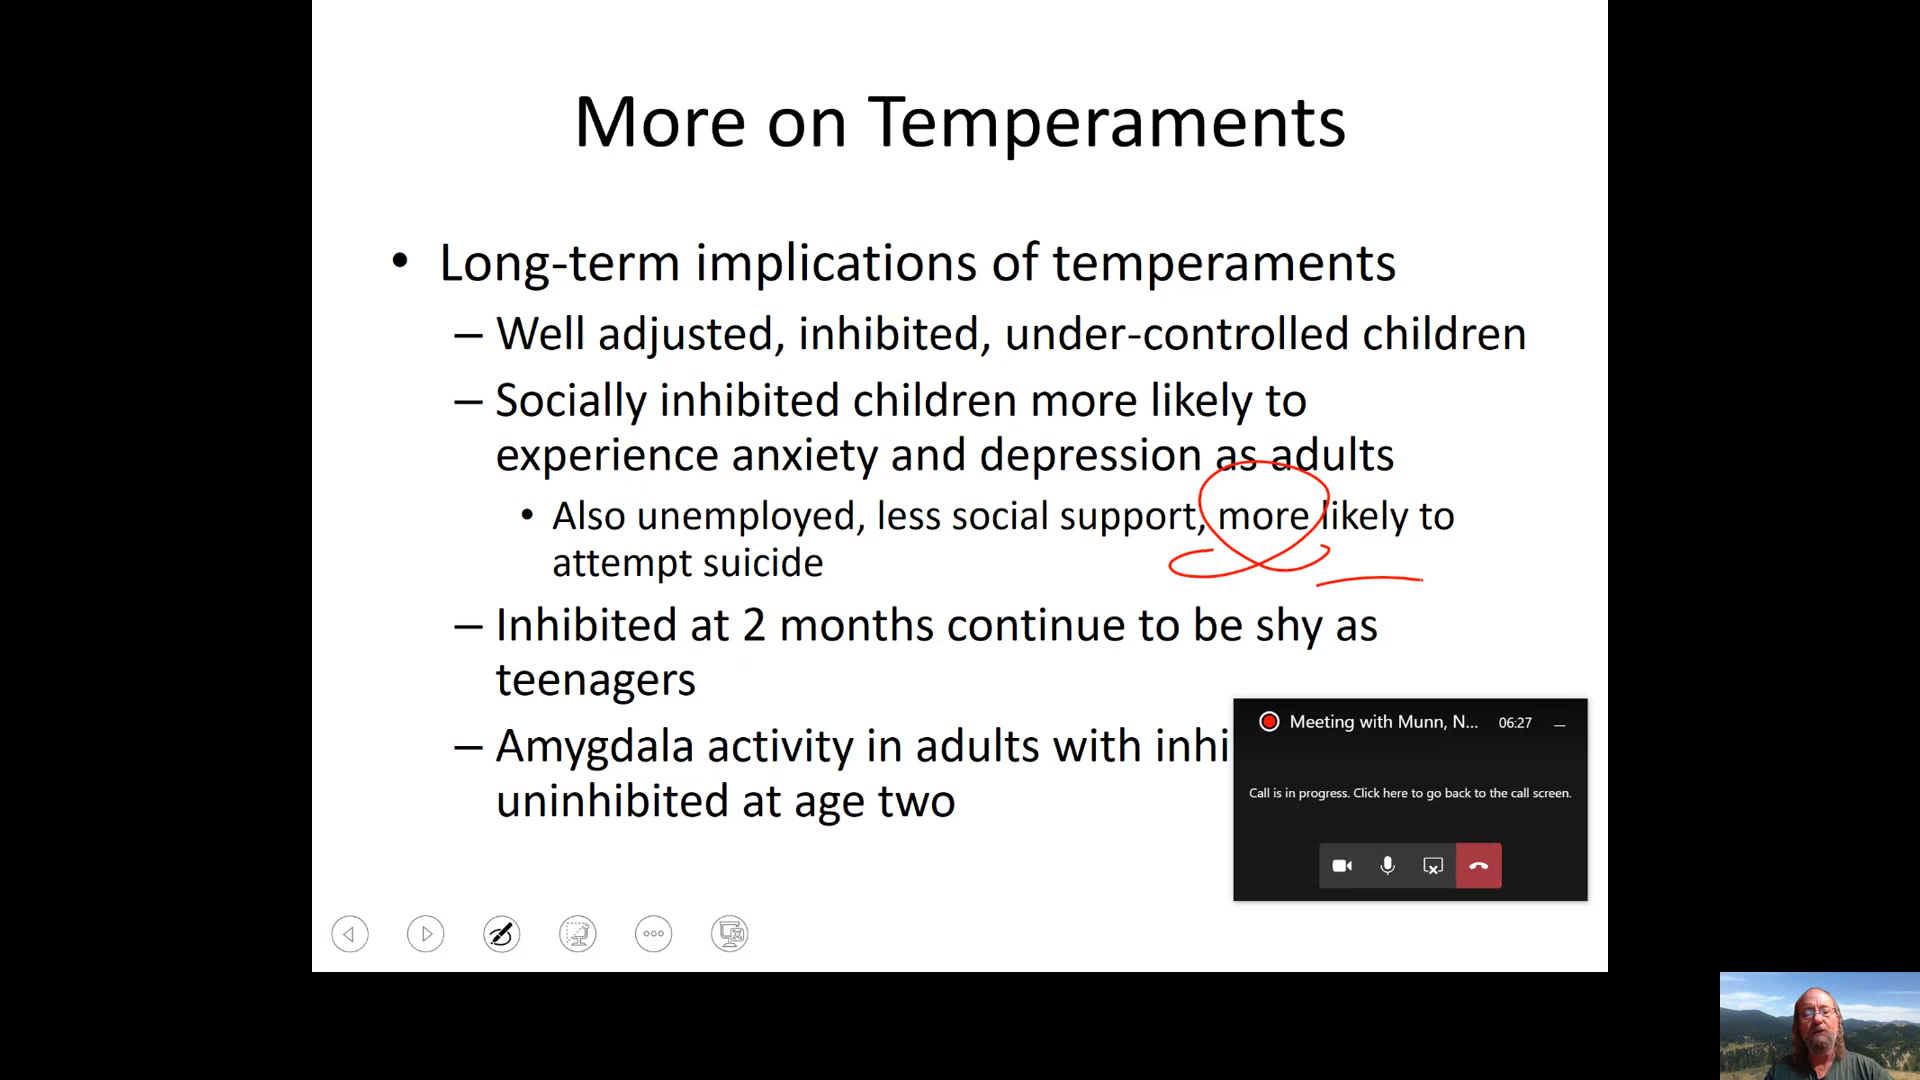 More on Temperaments
• Long-term implications of temperaments
– Well adjusted, inhibited, under-controlled children
– Socially inhibited children more likely to
experience anxiety and depression as adults
• Also unemployed, less social support, more likely to
attempt suicide
– Inhibited at 2 months continue to be shy as
teenagers
– Amygdala activity in adults with inhi
uninhibited at age two
Meeting with Munn, N... 06:27
Call is in progress. Click here to go back to the call screen.